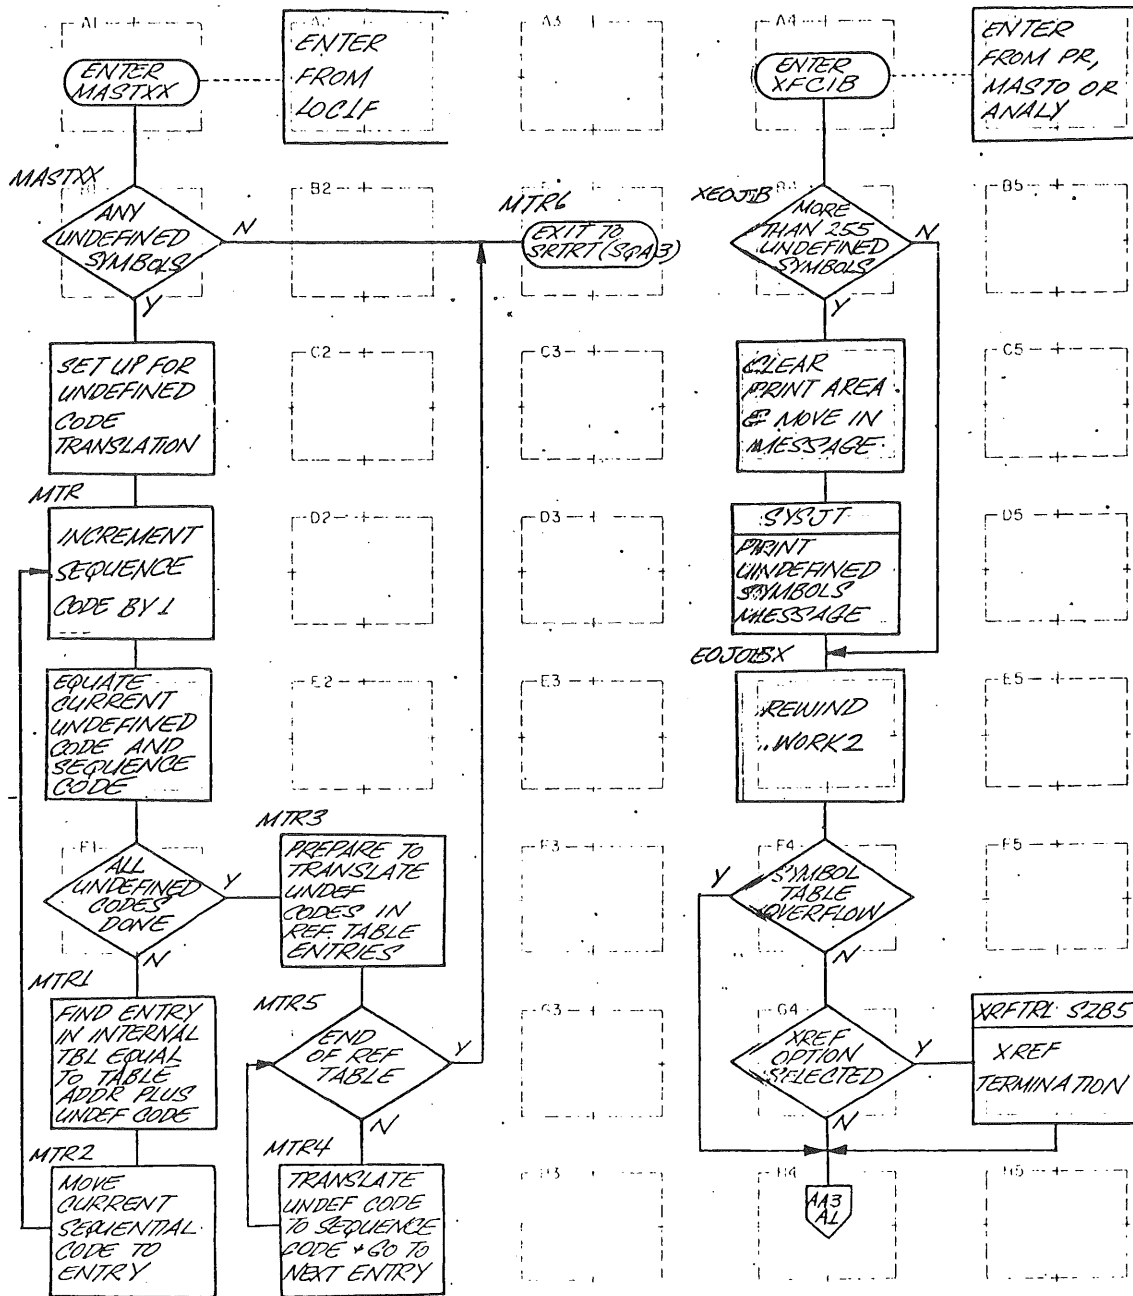 A1
ENTER
MASTXX
ENTER
FROM
LOC1F
A3
A4
ENTER
XFC1B
ENTER
FROM PR,
MASTO OR
ANALY
MASTXX
ANY
UNDEFINED
SYMBOLS
N
Y
B2
MTR6
EXIT TO
SRTRT (SQA3)
XEOJ1B
MORE
THAN 255
UNDEFINED
SYMBOLS
N
Y
B5
SET UP FOR
UNDEFINED
CODE
TRANSLATION
C2
C3
CLEAR
PRINT AREA
& MOVE IN
MESSAGE
C5
MTR
INCREMENT
SEQUENCE
CODE BY 1
D2
D3
SYSJT
PRINT
UNDEFINED
SYMBOLS
MESSAGE
D5
EQUATE
CURRENT
UNDEFINED
CODE AND
SEQUENCE
CODE
E2
E3
REWIND
WORK2
E5
F1
ALL
UNDEFINED
CODES
DONE
Y
N
MTR3
PREPARE TO
TRANSLATE
UNDEF
CODES IN
REF. TABLE
ENTRIES
F3
F4
SYMBOL
TABLE
OVERFLOW
Y
N
F5
MTR1
FIND ENTRY
IN INTERNAL
TBL EQUAL
TO TABLE
ADDR PLUS
UNDEF CODE
MTR5
END
OF REF
TABLE
Y
N
G3
G4
XREF
OPTION
SELECTED
Y
N
XRFTRL S2B5
XREF
TERMINATION
MTR2
MOVE
CURRENT
SEQUENTIAL
CODE TO
ENTRY
MTR4
TRANSLATE
UNDEF CODE
TO SEQUENCE
CODE + GO TO
NEXT ENTRY
H3
H4
AA3
A1
H5